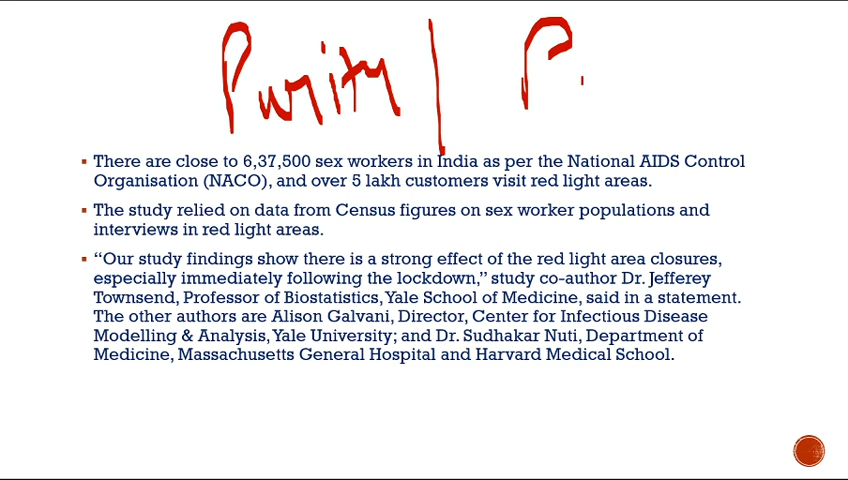 Purity | P.
▪ There are close to 6,37,500 sex workers in India as per the National AIDS Control
Organisation (NACO), and over 5 lakh customers visit red light areas.
▪ The study relied on data from Census figures on sex worker populations and
interviews in red light areas.
▪ “Our study findings show there is a strong effect of the red light area closures,
especially immediately following the lockdown,” study co-author Dr. Jefferey
Townsend, Professor of Biostatistics, Yale School of Medicine, said in a statement.
The other authors are Alison Galvani, Director, Center for Infectious Disease
Modelling & Analysis, Yale University; and Dr. Sudhakar Nuti, Department of
Medicine, Massachusetts General Hospital and Harvard Medical School.